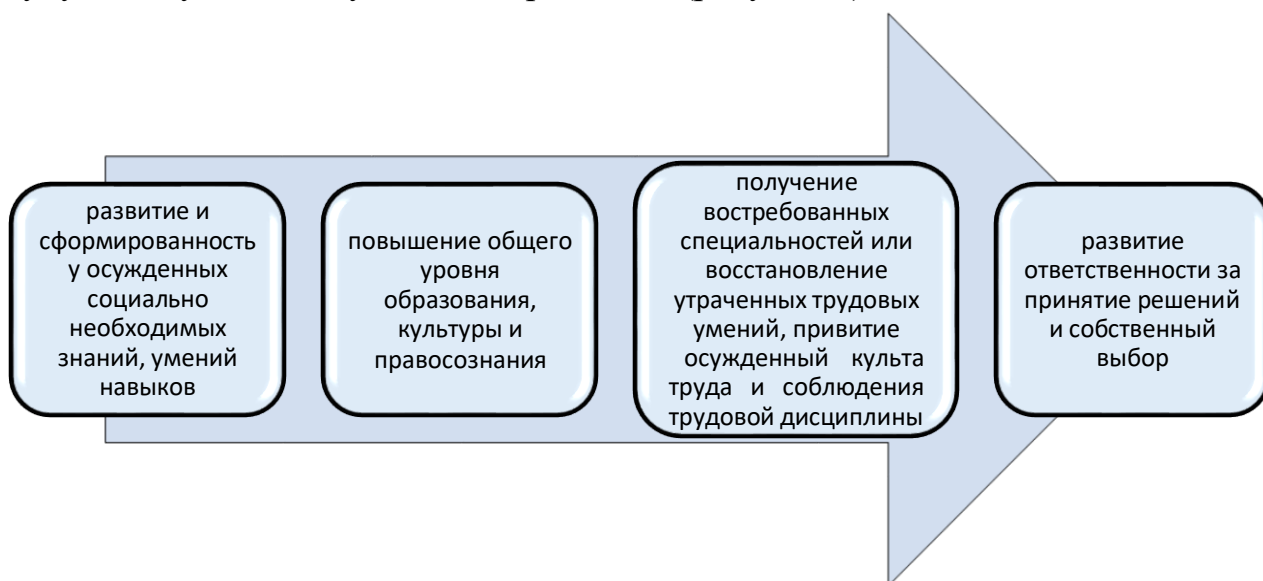 развитие и
сформированность
у осужденных
социально
необходимых
знаний, умений
навыков
повышение общего
уровня
образования,
культуры и
правосознания
получение
востребованных
специальностей или
восстановление
утраченных трудовых
умений, привитие
осужденный культа
труда и соблюдения
трудовой дисциплины
развитие
ответственности за
принятие решений
и собственный
выбор